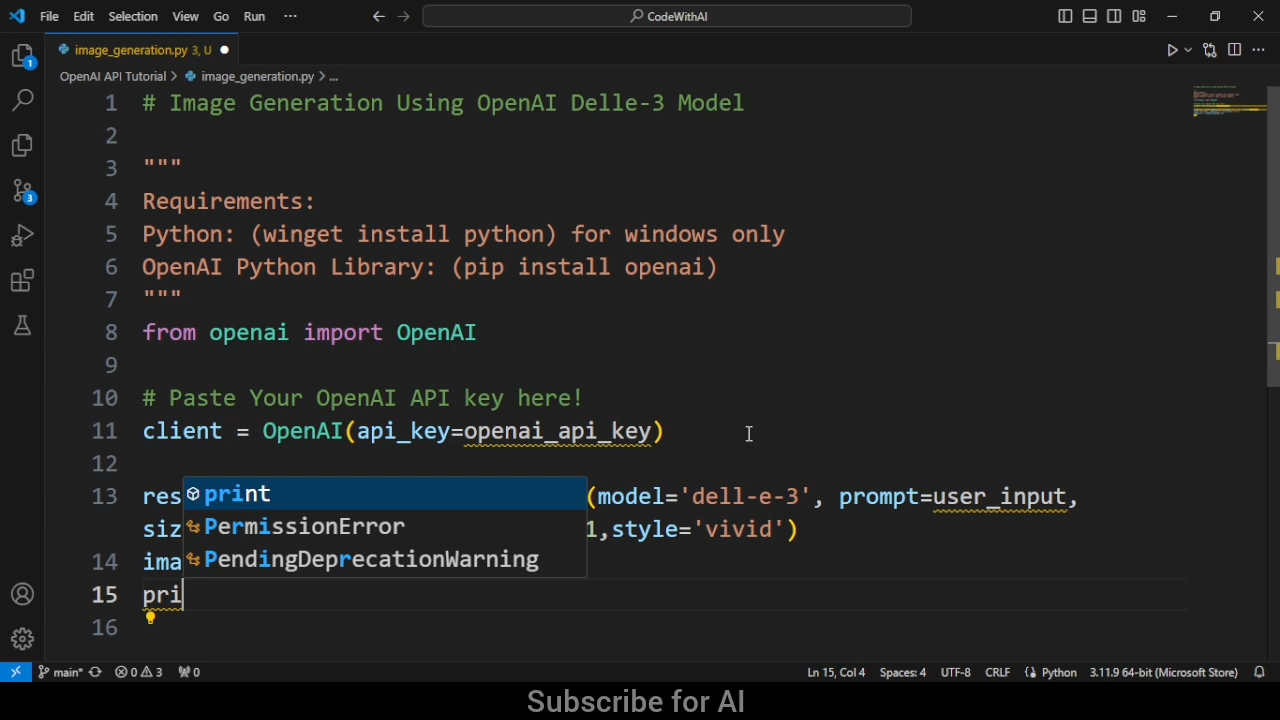 File Edit Selection View Go Run ··· CodeWithAI
image_generation.py 3, U
OpenAI API Tutorial > image_generation.py > ...
1 # Image Generation Using OpenAI Delle-3 Model
2
3 """
4 Requirements:
5 Python: (winget install python) for windows only
6 OpenAI Python Library: (pip install openai)
7 """
8 from openai import OpenAI
9
10 # Paste Your OpenAI API key here!
11 client = OpenAI(api_key=openai_api_key)
12
13 res (model='dell-e-3', prompt=user_input,
siz 1,style='vivid')
14 ima
15 pri
16
print
PermissionError
PendingDeprecationWarning
1
3
main* 0 3 0 Ln 15, Col 4 Spaces: 4 UTF-8 CRLF Python 3.11.9 64-bit (Microsoft Store)
Subscribe for AI